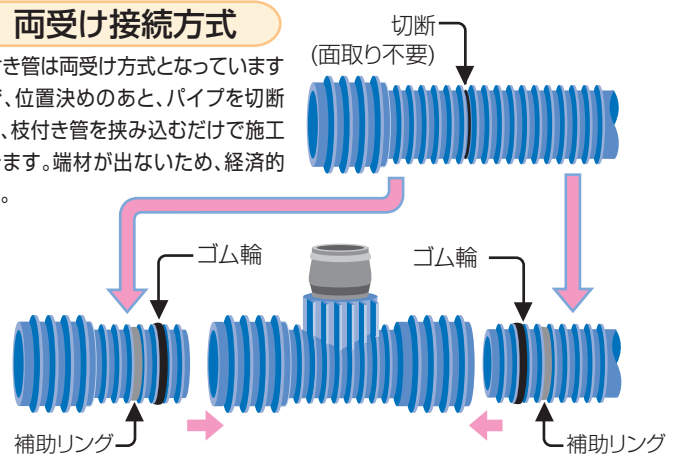 両受け接続方式
き管は両受け方式となっています
、位置決めのあと、パイプを切断
、枝付き管を挟み込むだけで施工
ます。端材が出ないため、経済的
。
切断
(面取り不要)
ゴム輪
ゴム輪
補助リング
補助リング